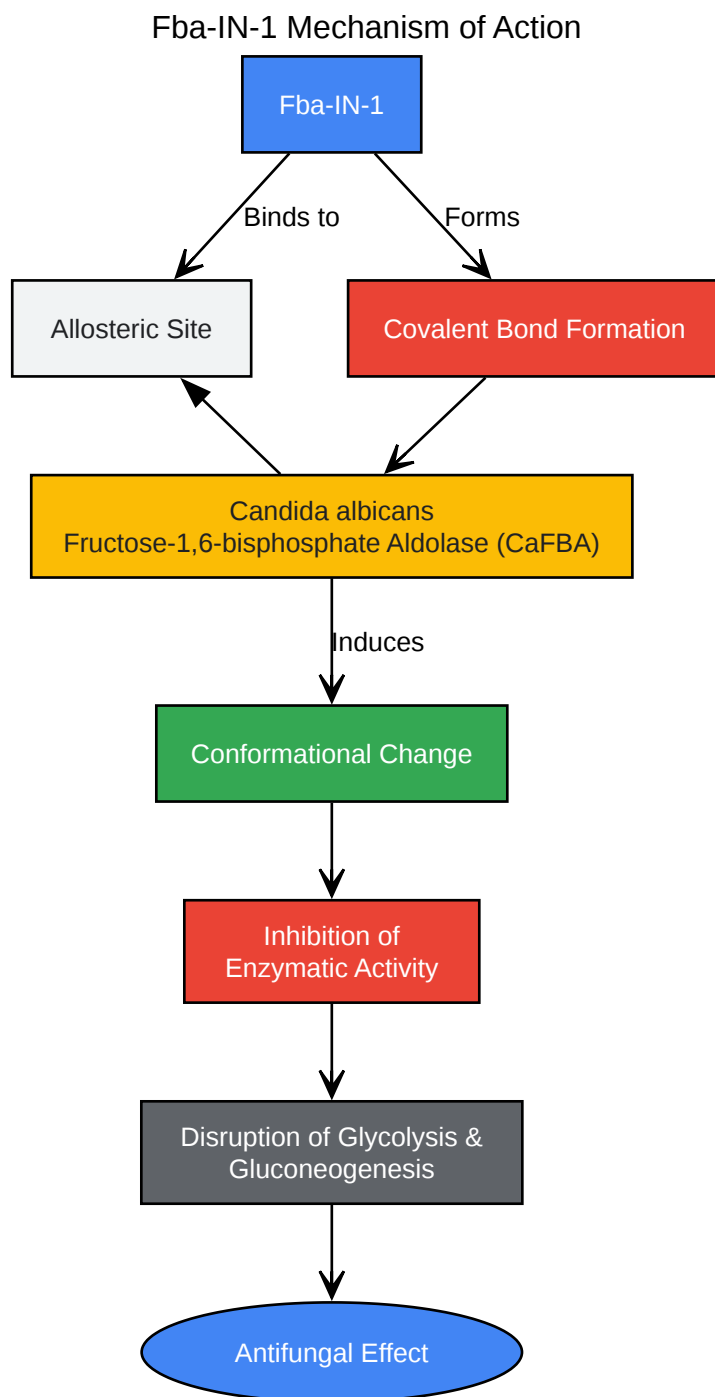 Fba-IN-1 Mechanism of Action
Fba-IN-1
Binds to
Forms
Allosteric Site
Covalent Bond Formation
Candida albicans
Fructose-1,6-bisphosphate Aldolase (CaFBA)
Induces
Conformational Change
Inhibition of
Enzymatic Activity
Disruption of Glycolysis &
Gluconeogenesis
Antifungal Effect